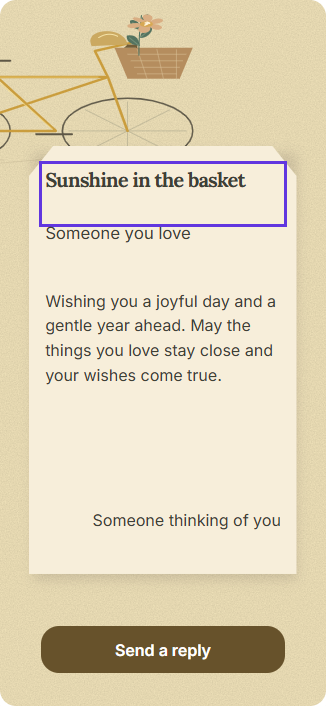 Sunshine in the basket
Someone you love
Wishing you a joyful day and a
gentle year ahead. May the
things you love stay close and
your wishes come true.
Someone thinking of you
Send a reply